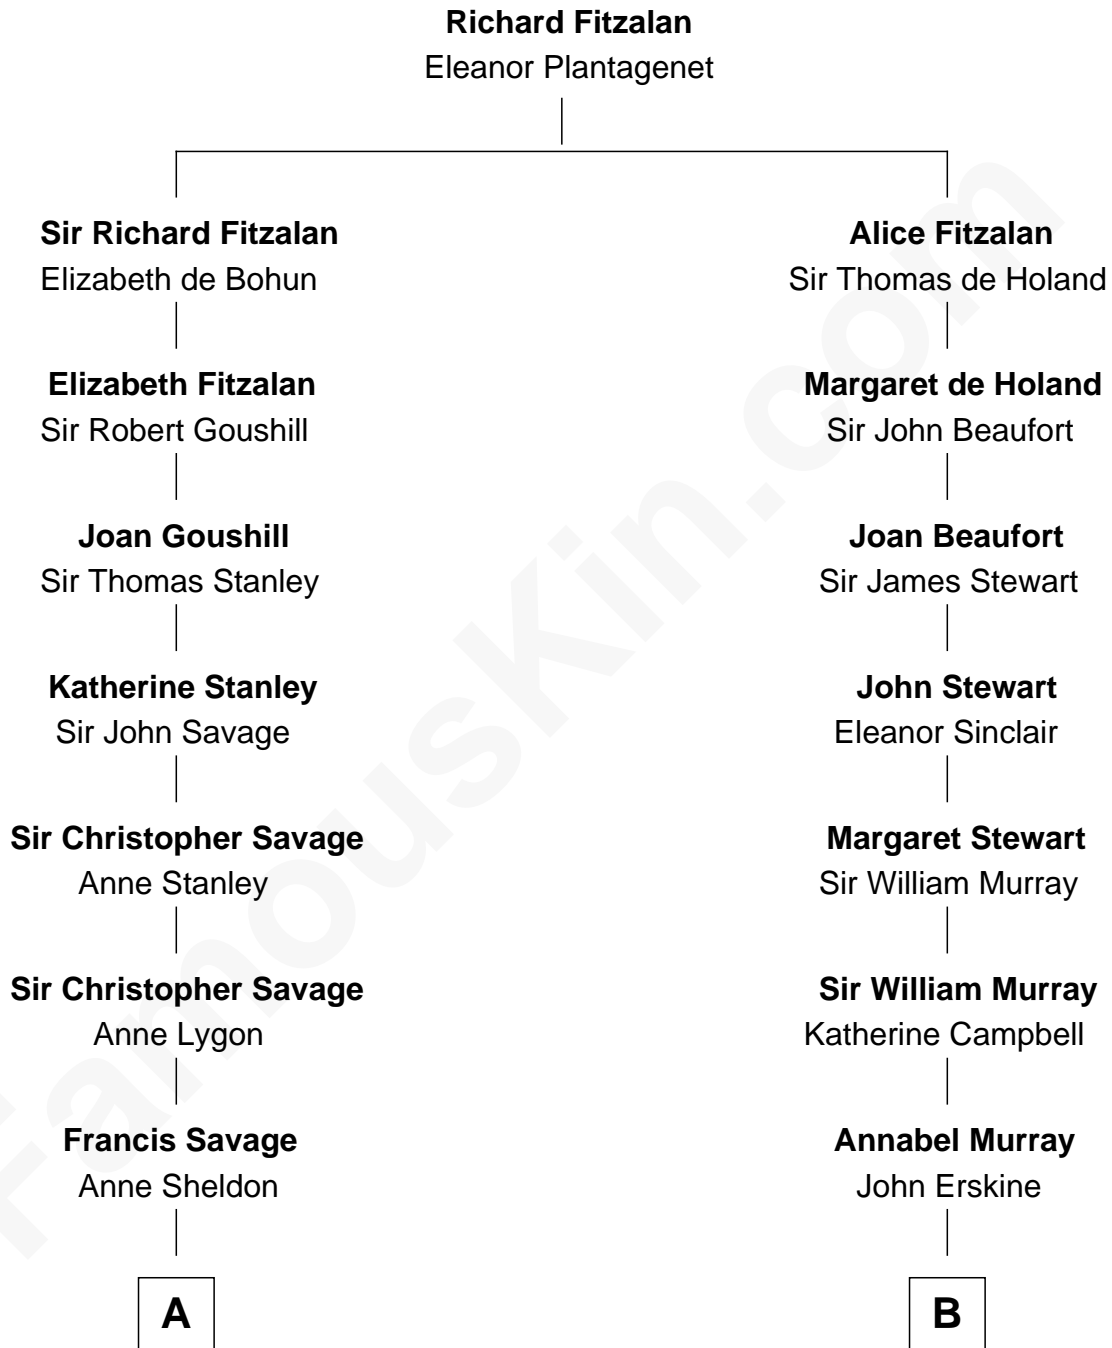 Richard Fitzalan
Eleanor Plantagenet
Sir Richard Fitzalan
Elizabeth de Bohun
Alice Fitzalan
Sir Thomas de Holand
Elizabeth Fitzalan
Sir Robert Goushill
Margaret de Holand
Sir John Beaufort
Joan Goushill
Sir Thomas Stanley
Joan Beaufort
Sir James Stewart
Katherine Stanley
Sir John Savage
John Stewart
Eleanor Sinclair
Sir Christopher Savage
Anne Stanley
Margaret Stewart
Sir William Murray
Sir Christopher Savage
Anne Lygon
Sir William Murray
Katherine Campbell
Francis Savage
Anne Sheldon
Annabel Murray
John Erskine
A
B
FamousKin.com